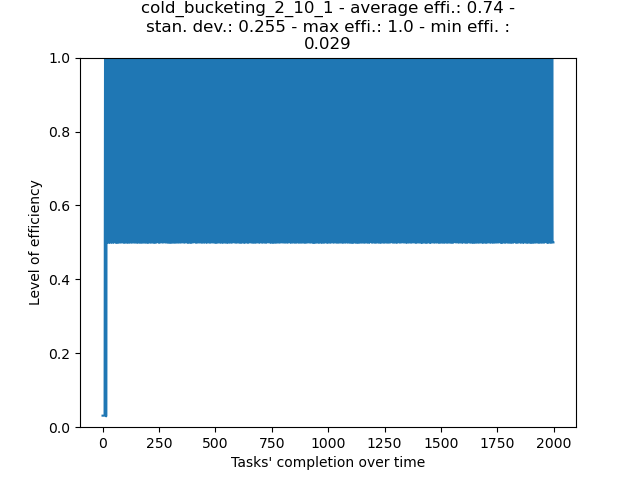 cold_bucketing_2_10_1 - average effi.: 0.74 -
stan. dev.: 0.255 - max effi.: 1.0 - min effi. :
0.029
1.0
0.8
0.6
0.4
0.2
0.0
Level of efficiency
0 250 500 750 1000 1250 1500 1750 2000
Tasks' completion over time